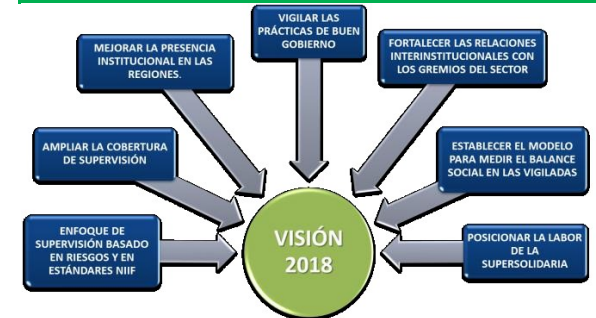 VIGILAR LAS
PRÁCTICAS DE BUEN
GOBIERNO
MEJORAR LA PRESENCIA
INSTITUCIONAL EN LAS
REGIONES.
FORTALECER LAS RELACIONES
INTERINSTITUCIONALES CON
LOS GREMIOS DEL SECTOR
AMPLIAR LA COBERTURA
DE SUPERVISIÓN
ESTABLECER EL MODELO
PARA MEDIR EL BALANCE
SOCIAL EN LAS VIGILADAS
ENFOQUE DE
SUPERVISIÓN BASADO
EN RIESGOS Y EN
ESTÁNDARES NIIF
VISIÓN
2018
POSICIONAR LA LABOR
DE LA
SUPERSOLIDARIA